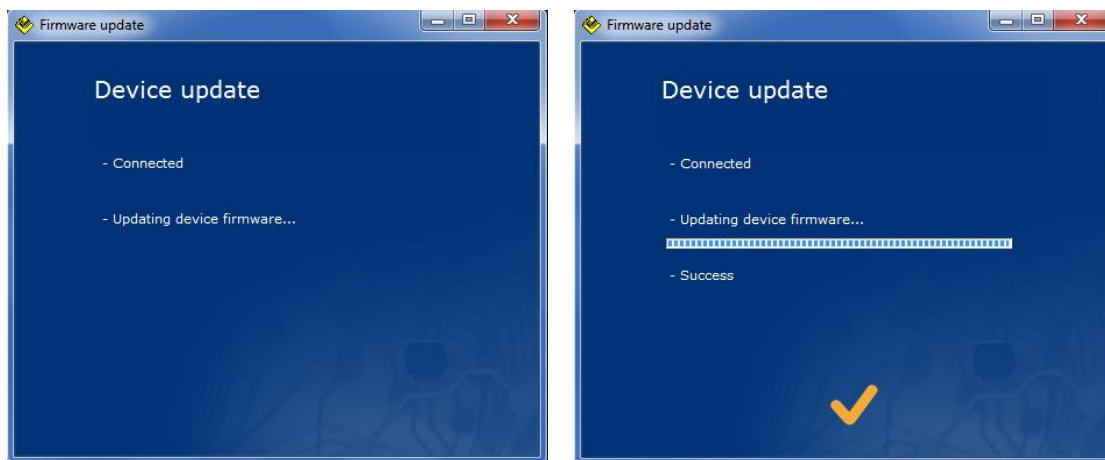 Firmware update
Device update
- Connected
- Updating device firmware...
Firmware update
Device update
- Connected
- Updating device firmware...
- Success